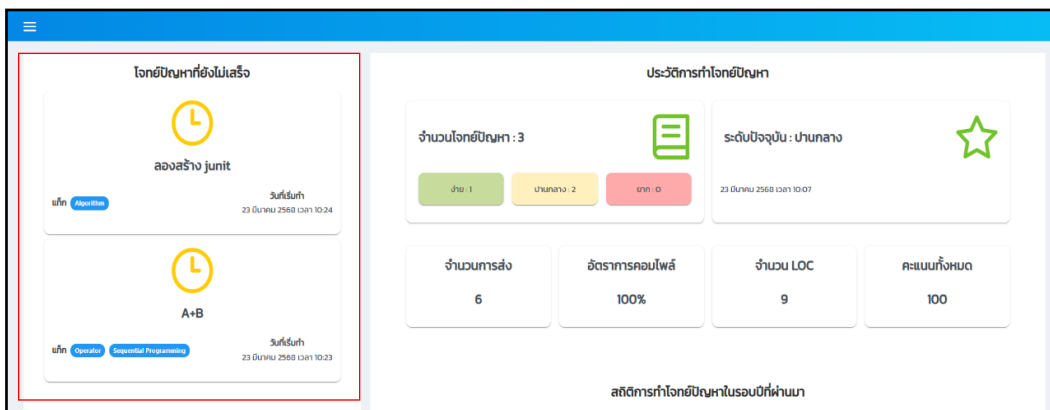 โจทย์ปัญหาที่ยังไม่เสร็จ
ลองสร้าง junit
แท็ก Algorithm
วันที่เริ่มทำ
23 มีนาคม 2568 เวลา 10:24
A+B
แท็ก Operator Sequential Programming
วันที่เริ่มทำ
23 มีนาคม 2568 เวลา 10:23
ประวัติการทำโจทย์ปัญหา
จำนวนโจทย์ปัญหา : 3
ง่าย : 1 ปานกลาง : 2 ยาก : 0
ระดับปัจจุบัน : ปานกลาง
23 มีนาคม 2568 เวลา 10:07
จำนวนการส่ง
6
อัตราการคอมไพล์
100%
จำนวน LOC
9
คะแนนทั้งหมด
100
สถิติการทำโจทย์ปัญหาในรอบปีที่ผ่านมา